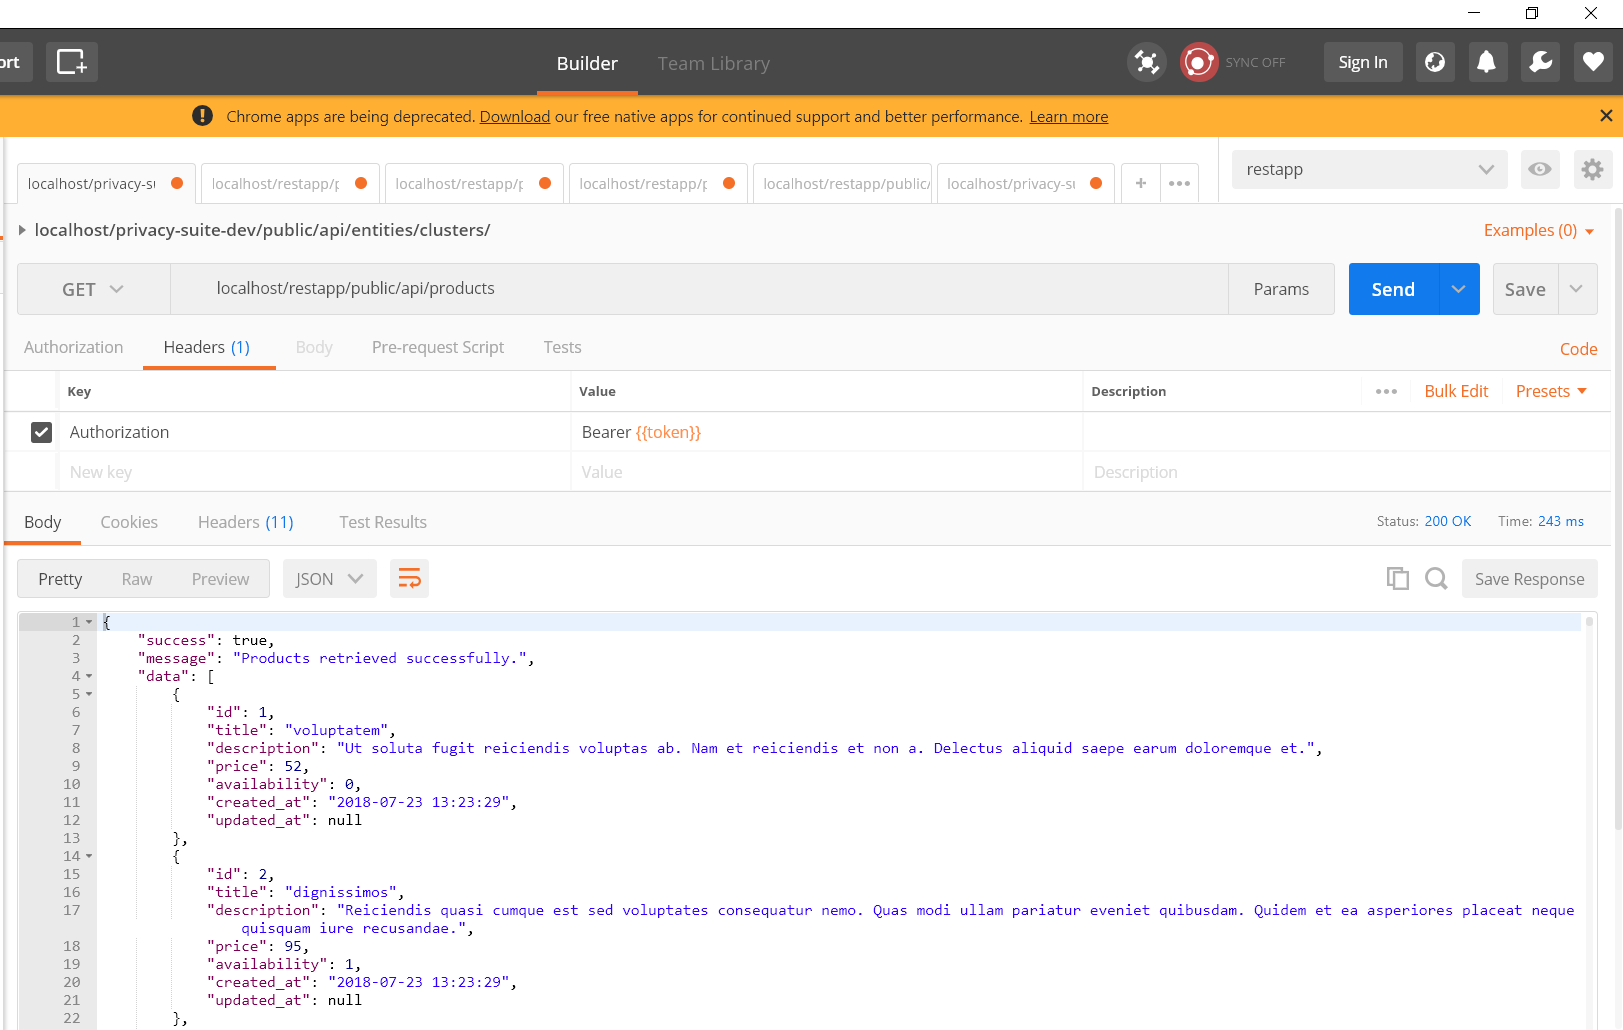 ort
Builder
Team Library
SYNC OFF
Sign In
Chrome apps are being deprecated. Download our free native apps for continued support and better performance. Learn more
localhost/privacy-su
localhost/restapp/p
localhost/restapp/p
localhost/restapp/p
localhost/restapp/public/
localhost/privacy-su
restapp
localhost/privacy-suite-dev/public/api/entities/clusters/
Examples (0)
GET
localhost/restapp/public/api/products
Params
Send
Save
Authorization
Headers (1)
Body
Pre-request Script
Tests
Code
Key
Value
Description
Bulk Edit
Presets
Authorization
Bearer {{token}}
New key
Value
Description
Body
Cookies
Headers (11)
Test Results
Status: 200 OK
Time: 243 ms
Pretty
Raw
Preview
JSON
Save Response
1 {
2 "success": true,
3 "message": "Products retrieved successfully.",
4 "data": [
5 {
6 "id": 1,
7 "title": "voluptatem",
8 "description": "Ut soluta fugit reiciendis voluptas ab. Nam et reiciendis et non a. Delectus aliquid saepe earum doloremque et.",
9 "price": 52,
10 "availability": 0,
11 "created_at": "2018-07-23 13:23:29",
12 "updated_at": null
13 },
14 {
15 "id": 2,
16 "title": "dignissimos",
17 "description": "Reiciendis quasi cumque est sed voluptates consequatur nemo. Quas modi ullam pariatur eveniet quibusdam. Quidem et ea asperiores placeat neque
quisquam iure recusandae.",
18 "price": 95,
19 "availability": 1,
20 "created_at": "2018-07-23 13:23:29",
21 "updated_at": null
22 },